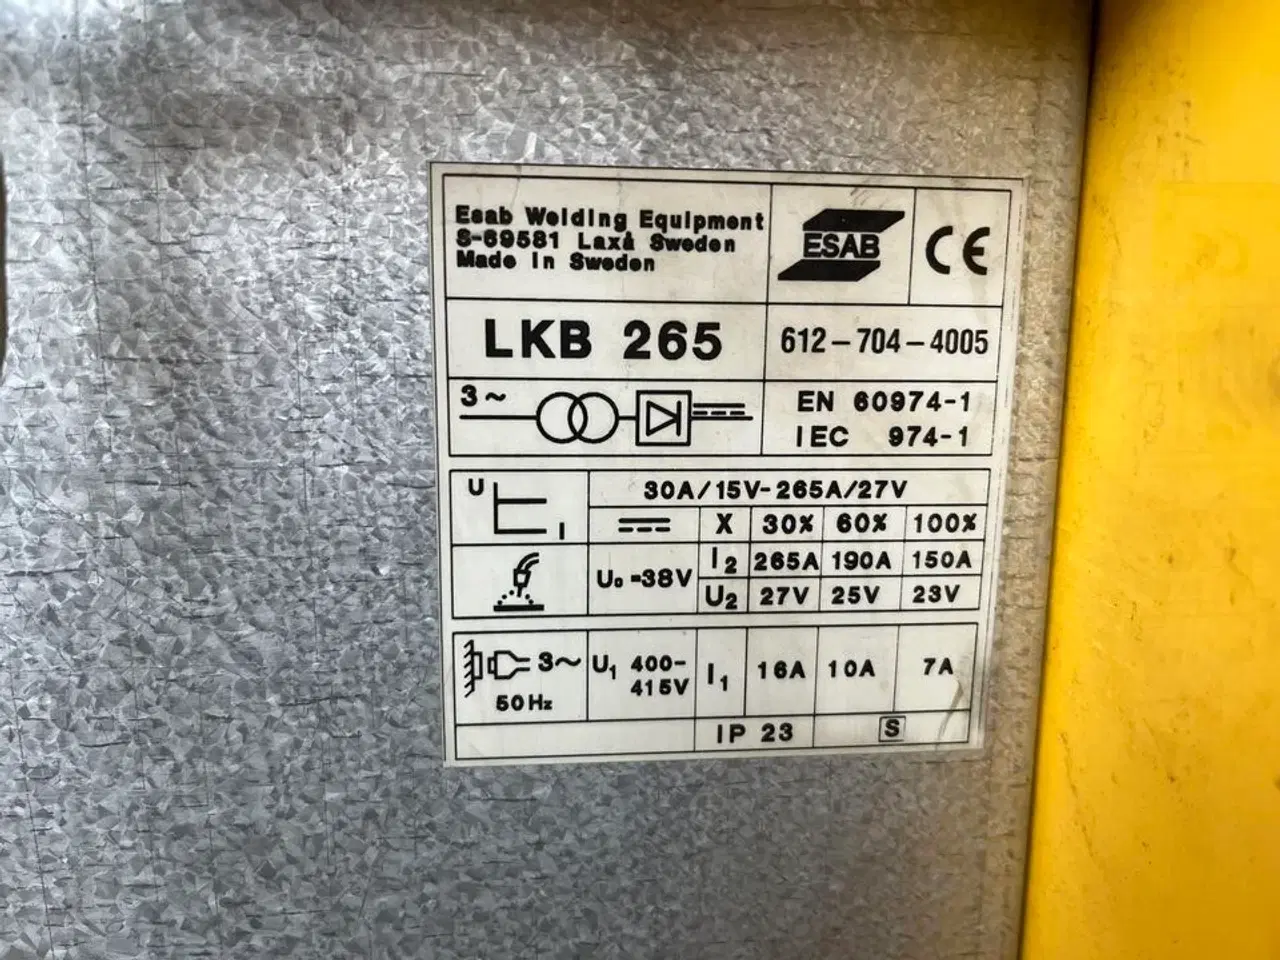 Esab Welding Equipment
S-69581 Laxå Sweden
Made in Sweden
ESAB
CE
LKB 265
612-704-4005
3~
EN 60974-1
IEC 974-1
U
I
30A/15V-265A/27V
X 30% 60% 100%
U₀=38V
I₂ 265A 190A 150A
U₂ 27V 25V 23V
3~
50Hz
U₁ 400-
415V
I₁ 16A 10A 7A
IP 23
S